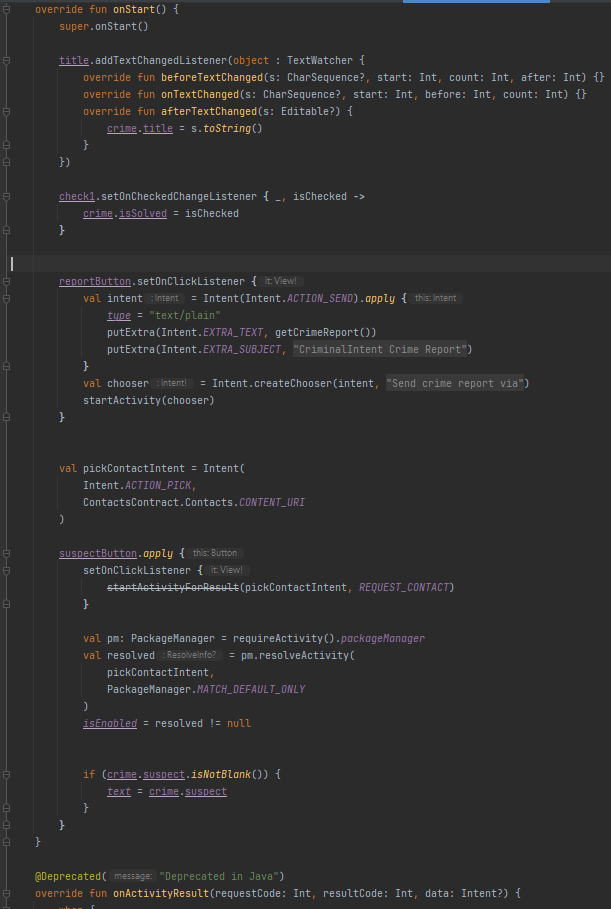 override fun onStart() {
super.onStart()
title.addTextChangedListener(object : TextWatcher {
override fun beforeTextChanged(s: CharSequence?, start: Int, count: Int, after: Int) {}
override fun onTextChanged(s: CharSequence?, start: Int, before: Int, count: Int) {}
override fun afterTextChanged(s: Editable?) {
crime.title = s.toString()
}
})
check1.setOnCheckedChangeListener { _, isChecked ->
crime.isSolved = isChecked
}
reportButton.setOnClickListener { it: View!
val intent : Intent = Intent(Intent.ACTION_SEND).apply { this: Intent
type = "text/plain"
putExtra(Intent.EXTRA_TEXT, getCrimeReport())
putExtra(Intent.EXTRA_SUBJECT, "CriminalIntent Crime Report")
}
val chooser : Intent! = Intent.createChooser(intent, "Send crime report via")
startActivity(chooser)
}
val pickContactIntent = Intent(
Intent.ACTION_PICK,
ContactsContract.Contacts.CONTENT_URI
)
suspectButton.apply { this: Button
setOnClickListener { it: View!
startActivityForResult(pickContactIntent, REQUEST_CONTACT)
}
val pm: PackageManager = requireActivity().packageManager
val resolved : ResolveInfo? = pm.resolveActivity(
pickContactIntent,
PackageManager.MATCH_DEFAULT_ONLY
)
isEnabled = resolved != null
if (crime.suspect.isNotBlank()) {
text = crime.suspect
}
}
}
@Deprecated( message: "Deprecated in Java")
override fun onActivityResult(requestCode: Int, resultCode: Int, data: Intent?) {